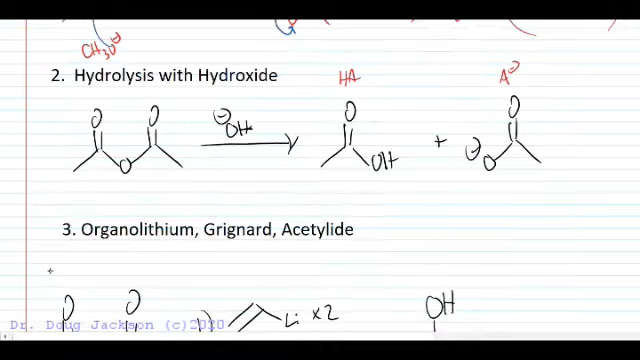 CH3O⊖
2. Hydrolysis with Hydroxide
HA
A⊖
O O ⊖OH O O
O OH + ⊖O
3. Organolithium, Grignard, Acetylide
O O 1) Li x2 OH
Dr. Doug Jackson (c)2020